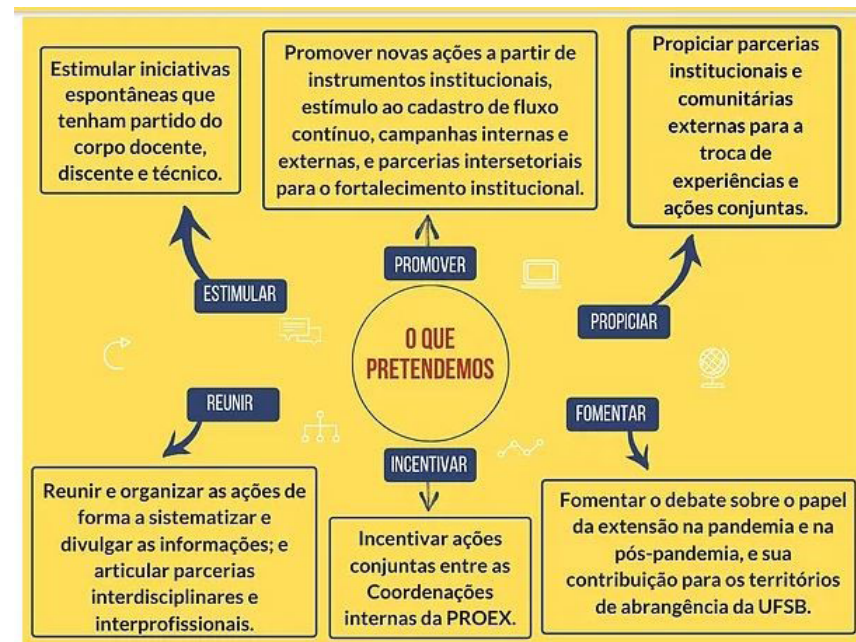 Estimular iniciativas
espontâneas que
tenham partido do
corpo docente,
discente e técnico.
Promover novas ações a partir de
instrumentos institucionais,
estímulo ao cadastro de fluxo
contínuo, campanhas internas e
externas, e parcerias intersetoriais
para o fortalecimento institucional.
Propiciar parcerias
institucionais e
comunitárias
externas para a
troca de
experiências e
ações conjuntas.
ESTIMULAR
PROMOVER
PROPICIAR
O QUE
PRETENDEMOS
REUNIR
INCENTIVAR
FOMENTAR
Reunir e organizar as ações de
forma a sistematizar e
divulgar as informações; e
articular parcerias
interdisciplinares e
interprofissionais.
Incentivar ações
conjuntas entre as
Coordenações
internas da PROEX.
Fomentar o debate sobre o papel
da extensão na pandemia e na
pós-pandemia, e sua
contribuição para os territórios
de abrangência da UFSB.